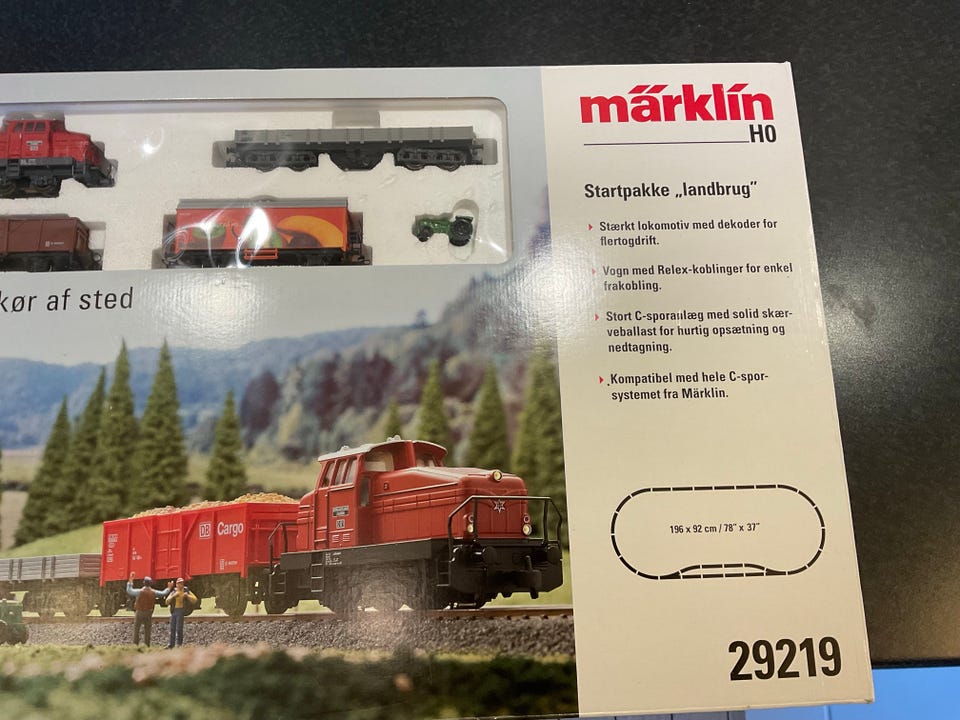 märklin
H0
Startpakke „landbrug”
Stærkt lokomotiv med dekoder for
flertogdrift.
Vogn med Relex-koblinger for enkel
frakobling.
Stort C-sporanlæg med solid skær-
veballast for hurtig opsætning og
nedtagning.
Kompatibel med hele C-spor-
systemet fra Märklin.
kør af sted
DB Cargo
196 x 92 cm / 78" x 37"
29219